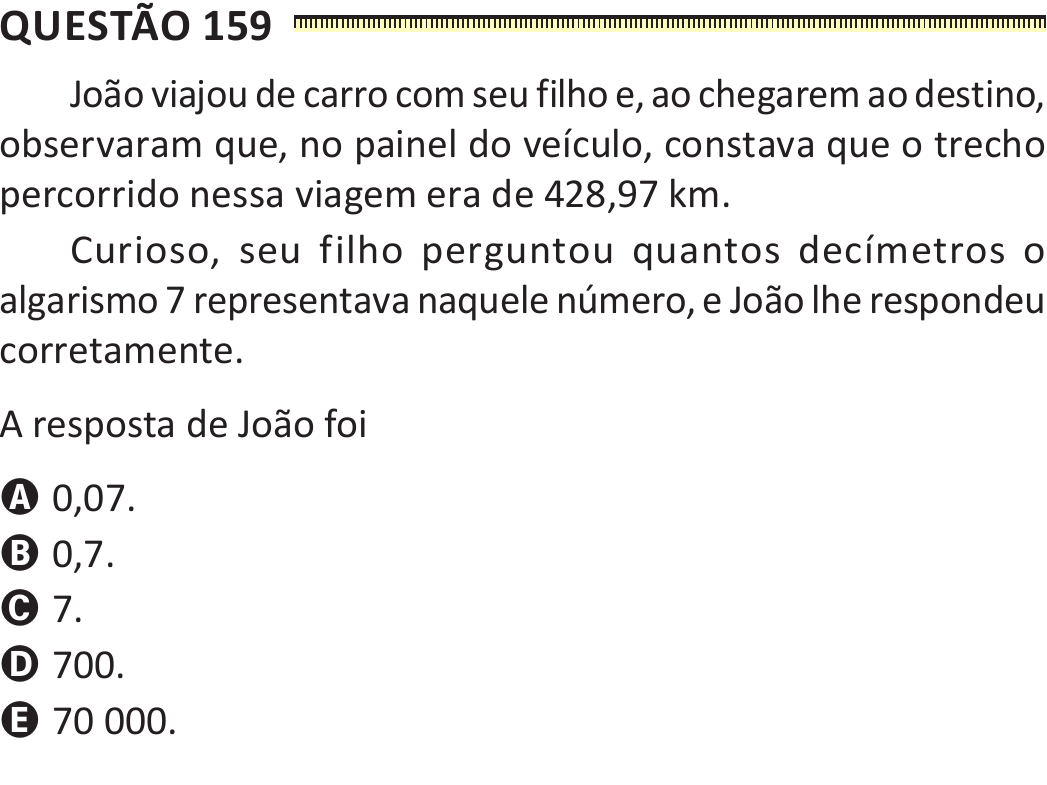 QUESTÃO 159
João viajou de carro com seu filho e, ao chegarem ao destino,
observaram que, no painel do veículo, constava que o trecho
percorrido nessa viagem era de 428,97 km.
Curioso, seu filho perguntou quantos decímetros o
algarismo 7 representava naquele número, e João lhe respondeu
corretamente.
A resposta de João foi
A 0,07.
B 0,7.
C 7.
D 700.
E 70 000.